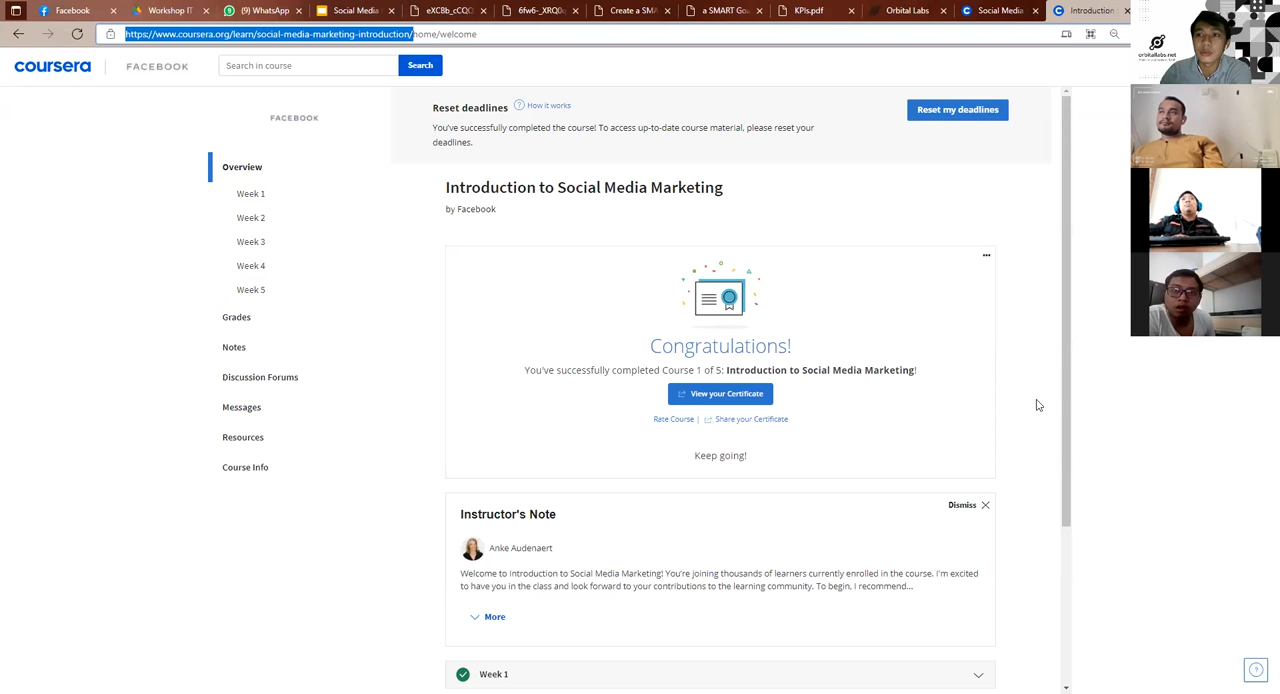 Facebook
Workshop IT
(2) WhatsApp
Social Media
eXCBb_cCQC
6fw6-_XRQ0
Create a SMA
a SMART Goa
KPIs.pdf
Orbital Labs
Social Media
Introduction
https://www.coursera.org/learn/social-media-marketing-introduction/home/welcome
orbitallabs.net
coursera
FACEBOOK
Search in course
Search
FACEBOOK
Reset deadlines
How it works
Reset my deadlines
You've successfully completed the course! To access up-to-date course material, please reset your
deadlines.
Overview
Week 1
Week 2
Week 3
Week 4
Week 5
Grades
Notes
Discussion Forums
Messages
Resources
Course Info
Introduction to Social Media Marketing
by Facebook
Congratulations!
You've successfully completed Course 1 of 5: Introduction to Social Media Marketing!
View your Certificate
Rate Course | Share your Certificate
Keep going!
Instructor's Note
Dismiss
Anke Audenaert
Welcome to Introduction to Social Media Marketing! You're joining thousands of learners currently enrolled in the course. I'm excited
to have you in the class and look forward to your contributions to the learning community. To begin, I recommend...
More
Week 1